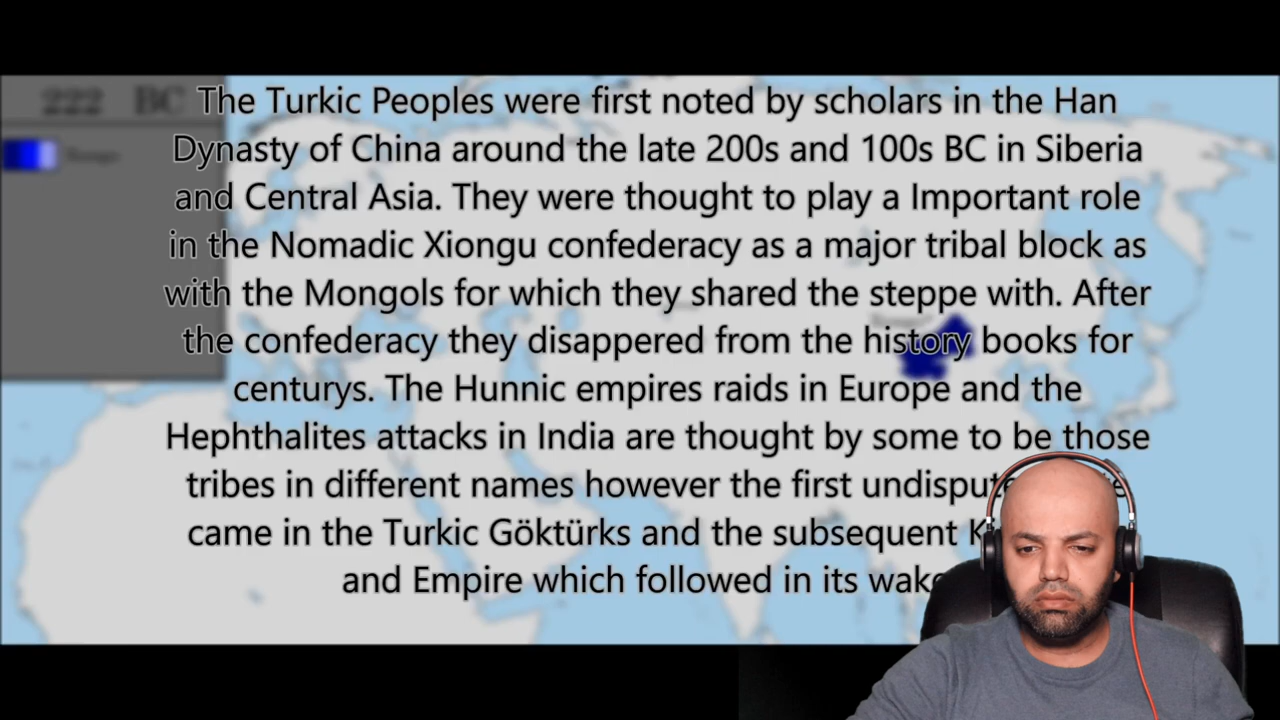 222 BC
The Turkic Peoples were first noted by scholars in the Han
Dynasty of China around the late 200s and 100s BC in Siberia
and Central Asia. They were thought to play a Important role
in the Nomadic Xiongu confederacy as a major tribal block as
with the Mongols for which they shared the steppe with. After
the confederacy they disappered from the history books for
centurys. The Hunnic empires raids in Europe and the
Hephthalites attacks in India are thought by some to be those
tribes in different names however the first
came in the Turkic Göktürks and the subsequent
and Empire which followed in its